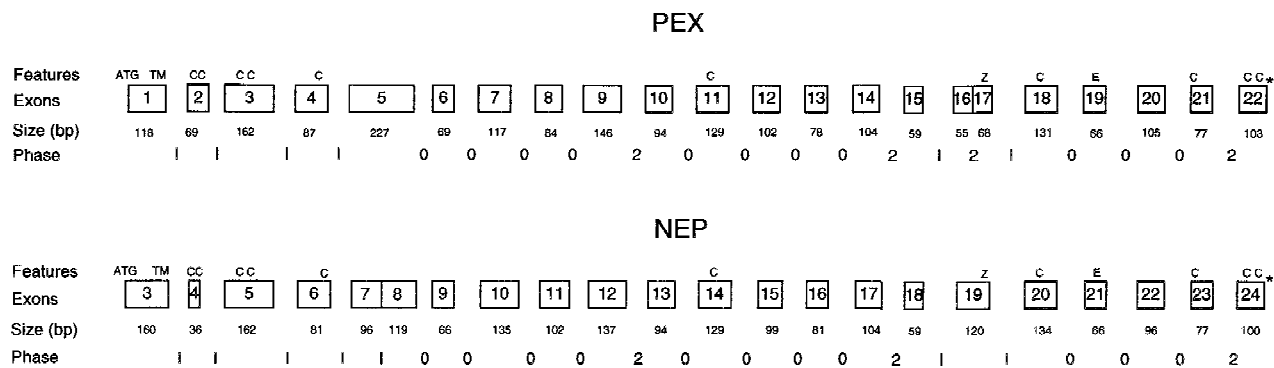 PEX
Features ATG TM CC C C C C Z C E C C C *
Exons 1 2 3 4 5 6 7 8 9 10 11 12 13 14 15 16 17 18 19 20 21 22
Size (bp) 118 69 162 87 227 69 117 84 146 94 129 102 78 104 59 55 68 131 66 105 77 103
Phase I I I I 0 0 0 0 2 0 0 0 0 2 I 2 I 0 0 0 2
NEP
Features ATG TM CC C C C C Z C E C C C *
Exons 3 4 5 6 7 8 9 10 11 12 13 14 15 16 17 18 19 20 21 22 23 24
Size (bp) 160 36 162 81 96 119 66 135 102 137 94 129 99 81 104 59 120 134 66 96 77 100
Phase I I I I I 0 0 0 0 2 0 0 0 0 2 I I 0 0 0 2